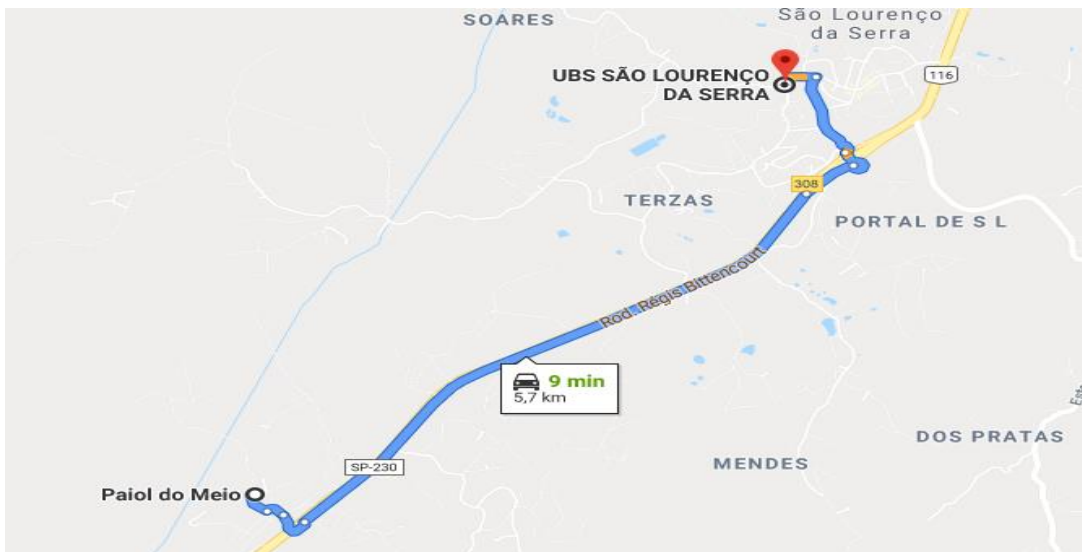 SOARES
São Lourenço
da Serra
UBS SÃO LOURENÇO
DA SERRA
116
308
TERZAS
PORTAL DE S L
Rod. Régis Bittencourt
9 min
5,7 km
Est
DOS PRATAS
MENDES
SP-230
Paiol do Meio